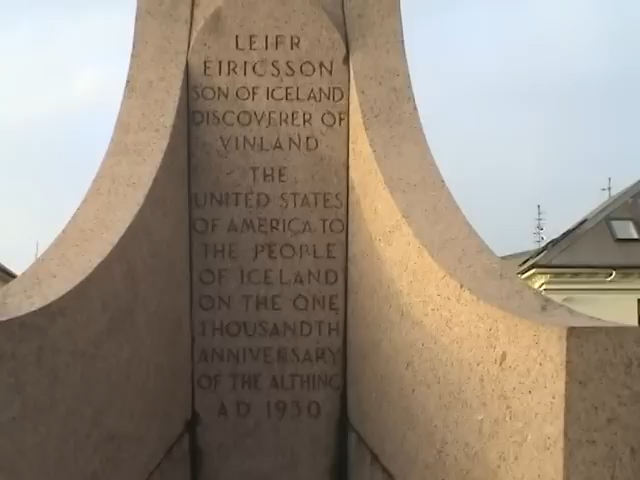 LEIFR
EIRICSSON
SON OF ICELAND
DISCOVERER OF
VINLAND
THE
UNITED STATES
OF AMERICA TO
THE PEOPLE
OF ICELAND
ON THE ONE
THOUSANDTH
ANNIVERSARY
OF THE ALTHING
A D 1930